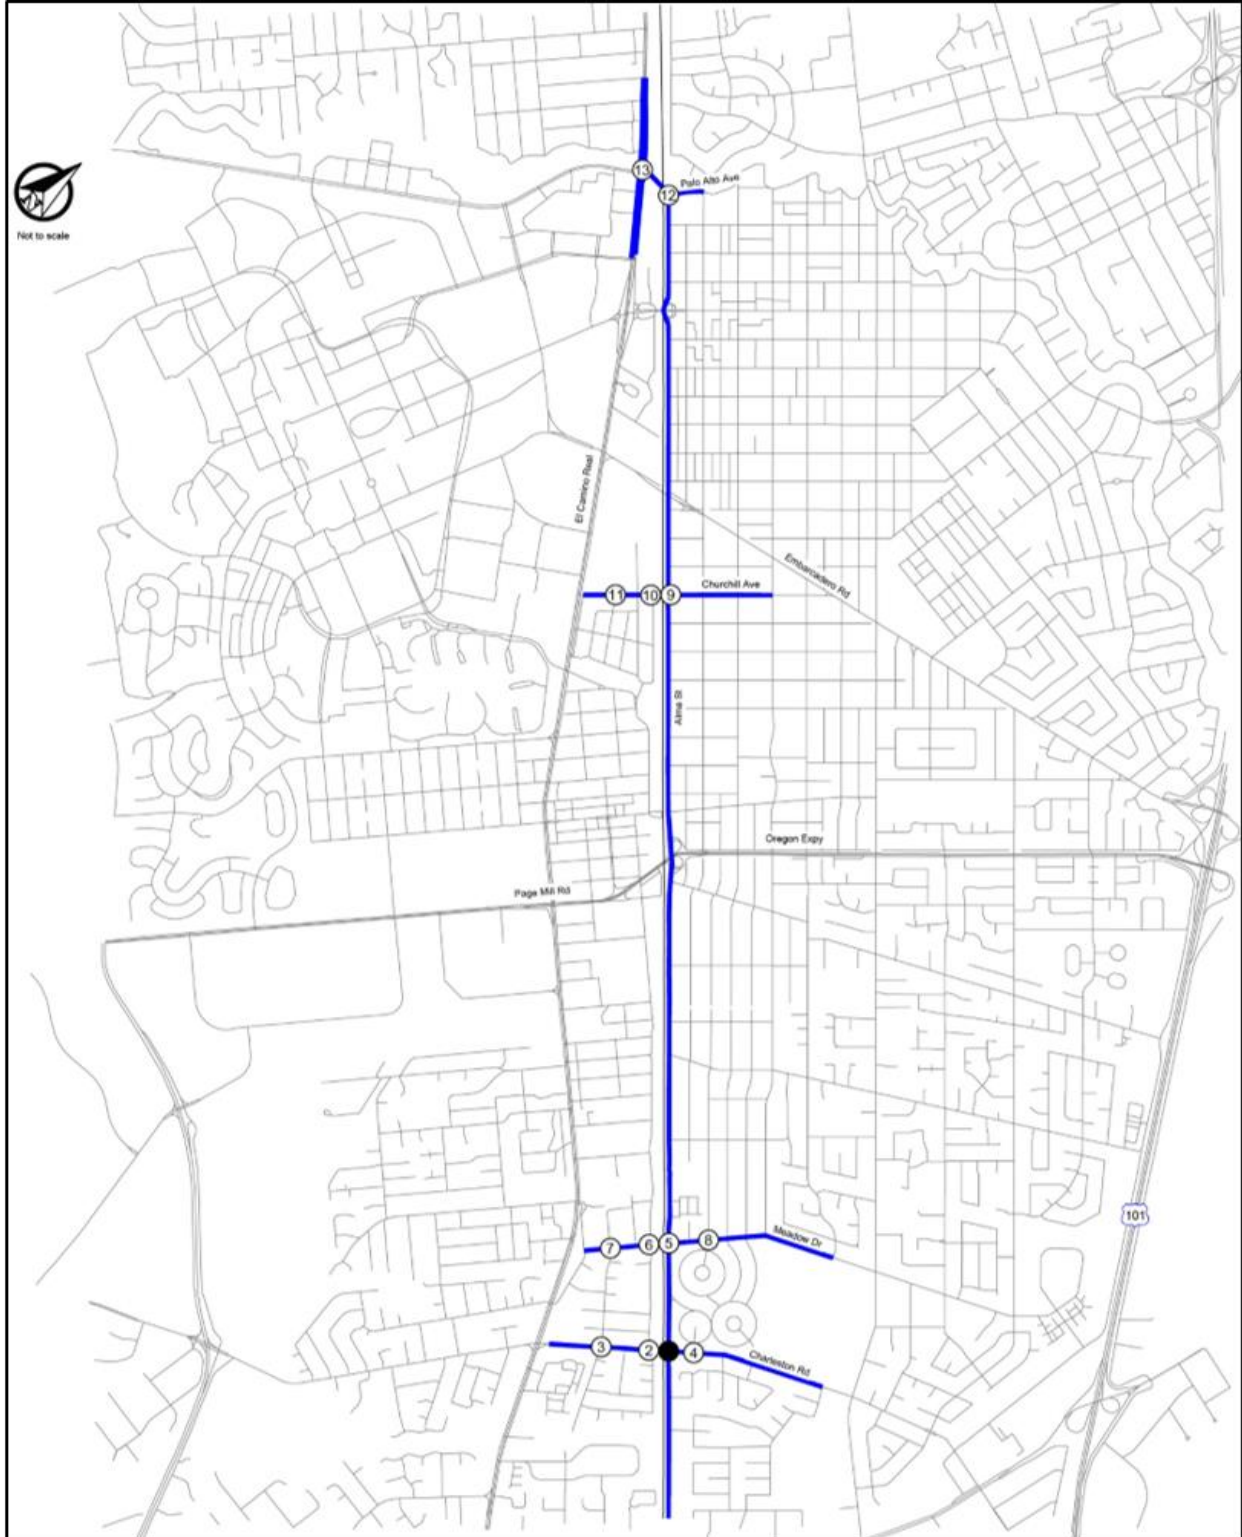 13
Palo Alto Ave
12
Not to scale
El Camino Real
Embarcadero Rd
11
10
9
Churchill Ave
Alma St
Oregon Expy
Page Mill Rd
101
7
6
5
8
Meadow Dr
3
2
4
Charleston Rd